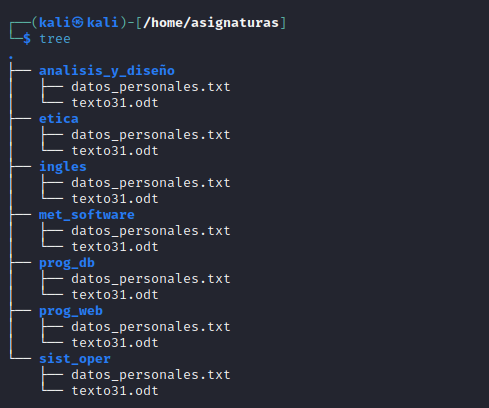 ┌──(kali㉿kali)-[/home/asignaturas]
└─$ tree
.
├── analisis_y_diseño
│   ├── datos_personales.txt
│   └── texto31.odt
├── etica
│   ├── datos_personales.txt
│   └── texto31.odt
├── ingles
│   ├── datos_personales.txt
│   └── texto31.odt
├── met_software
│   ├── datos_personales.txt
│   └── texto31.odt
├── prog_db
│   ├── datos_personales.txt
│   └── texto31.odt
├── prog_web
│   ├── datos_personales.txt
│   └── texto31.odt
└── sist_oper
    ├── datos_personales.txt
    └── texto31.odt